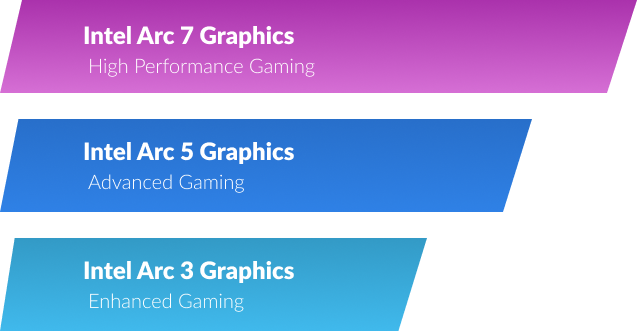 Intel Arc 7 Graphics
High Performance Gaming
Intel Arc 5 Graphics
Advanced Gaming
Intel Arc 3 Graphics
Enhanced Gaming